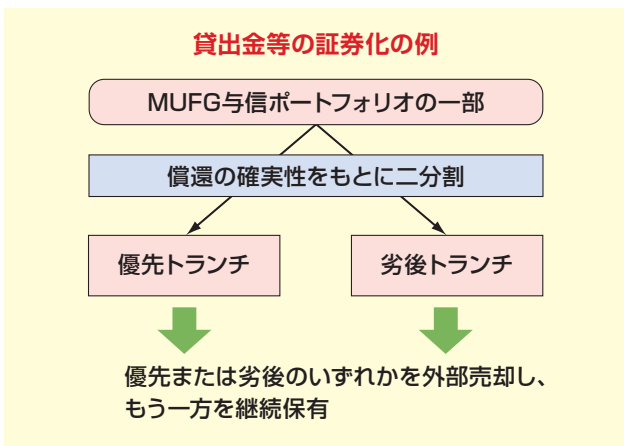 貸出金等の証券化の例
MUFG与信ポートフォリオの一部
償還の確実性をもとに二分割
優先トランチ
劣後トランチ
優先または劣後のいずれかを外部売却し、
もう一方を継続保有